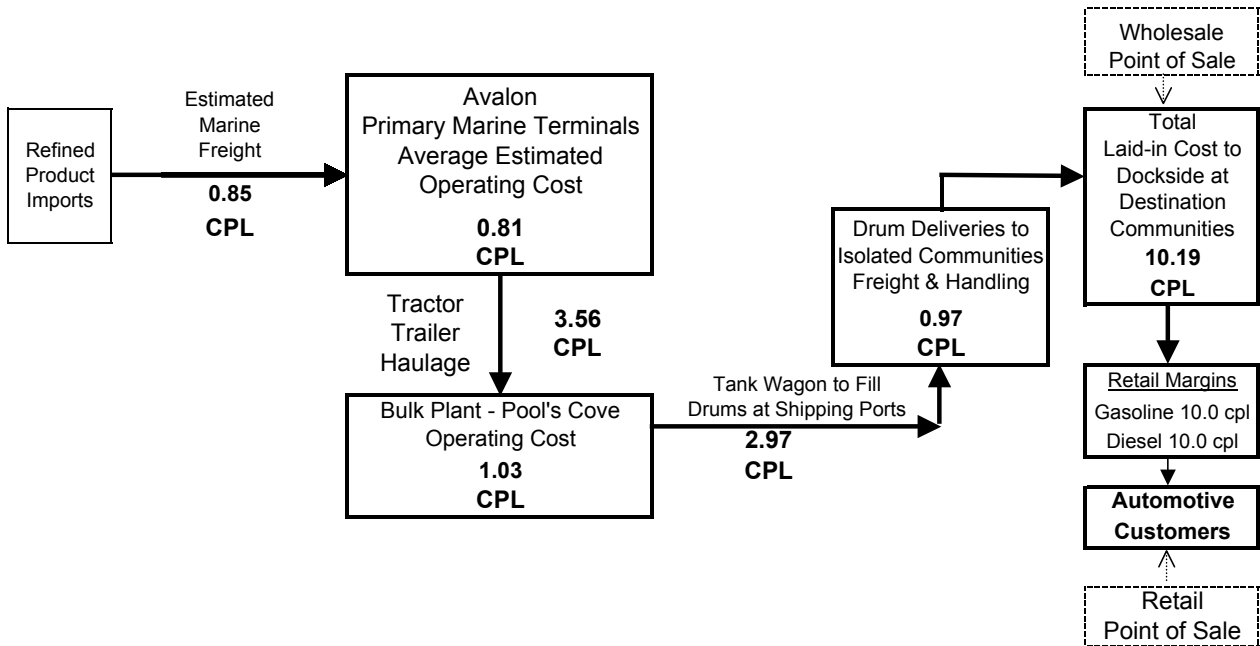 Refined
Product
Imports
Estimated
Marine
Freight
0.85
CPL
Avalon
Primary Marine Terminals
Average Estimated
Operating Cost
0.81
CPL
Tractor
Trailer
Haulage
3.56
CPL
Bulk Plant - Pool's Cove
Operating Cost
1.03
CPL
Tank Wagon to Fill
Drums at Shipping Ports
2.97
CPL
Drum Deliveries to
Isolated Communities
Freight & Handling
0.97
CPL
Wholesale
Point of Sale
Total
Laid-in Cost to
Dockside at
Destination
Communities
10.19
CPL
Retail Margins
Gasoline 10.0 cpl
Diesel 10.0 cpl
Automotive
Customers
Retail
Point of Sale